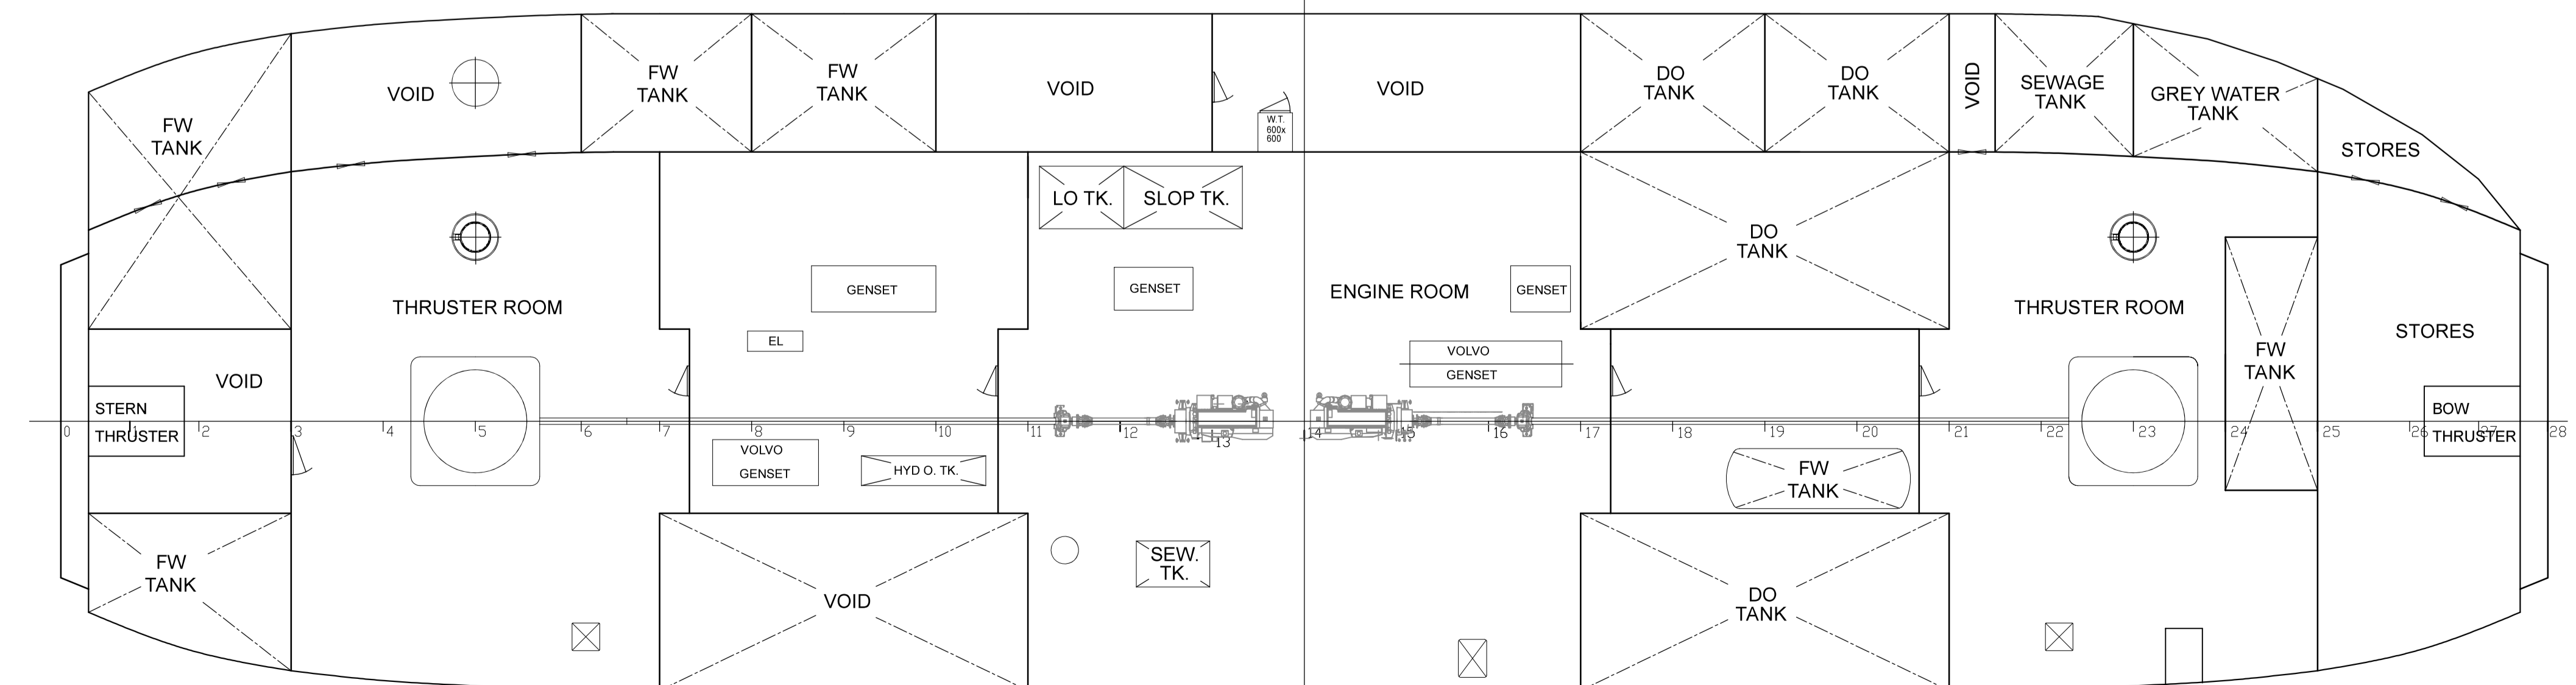 FW
TANK
VOID
FW
TANK
FW
TANK
VOID
W.T.
600x
600
VOID
DO
TANK
DO
TANK
VOID
SEWAGE
TANK
GREY WATER
TANK
STORES
LO TK.
SLOP TK.
THRUSTER ROOM
GENSET
GENSET
ENGINE ROOM
GENSET
DO
TANK
THRUSTER ROOM
STORES
EL
VOLVO
GENSET
FW
TANK
VOID
STERN
THRUSTER
BOW
THRUSTER
0 1 2 3 4 5 6 7 8 9 10 11 12 13 14 15 16 17 18 19 20 21 22 23 24 25 26 27 28
VOLVO
GENSET
HYD O. TK.
FW
TANK
FW
TANK
VOID
SEW.
TK.
DO
TANK